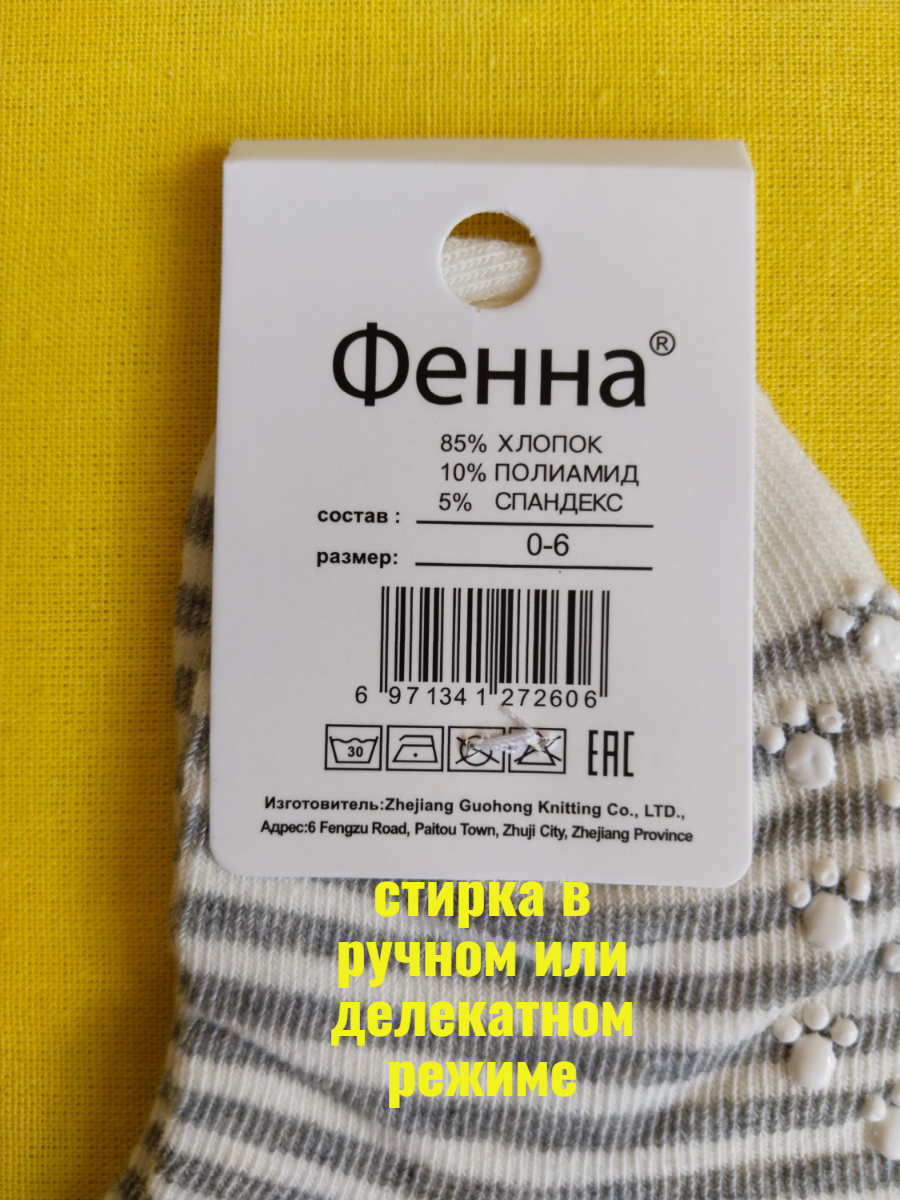 Фенна®
85% ХЛОПОК
10% ПОЛИАМИД
5% СПАНДЕКС
состав :
0-6
размер:
6 971341 272606
30
EAC
Изготовитель:Zhejiang Guohong Knitting Co., LTD.,
Адрес:6 Fengzu Road, Paitou Town, Zhuji City, Zhejiang Province
стирка в
ручном или
делекатном
режиме